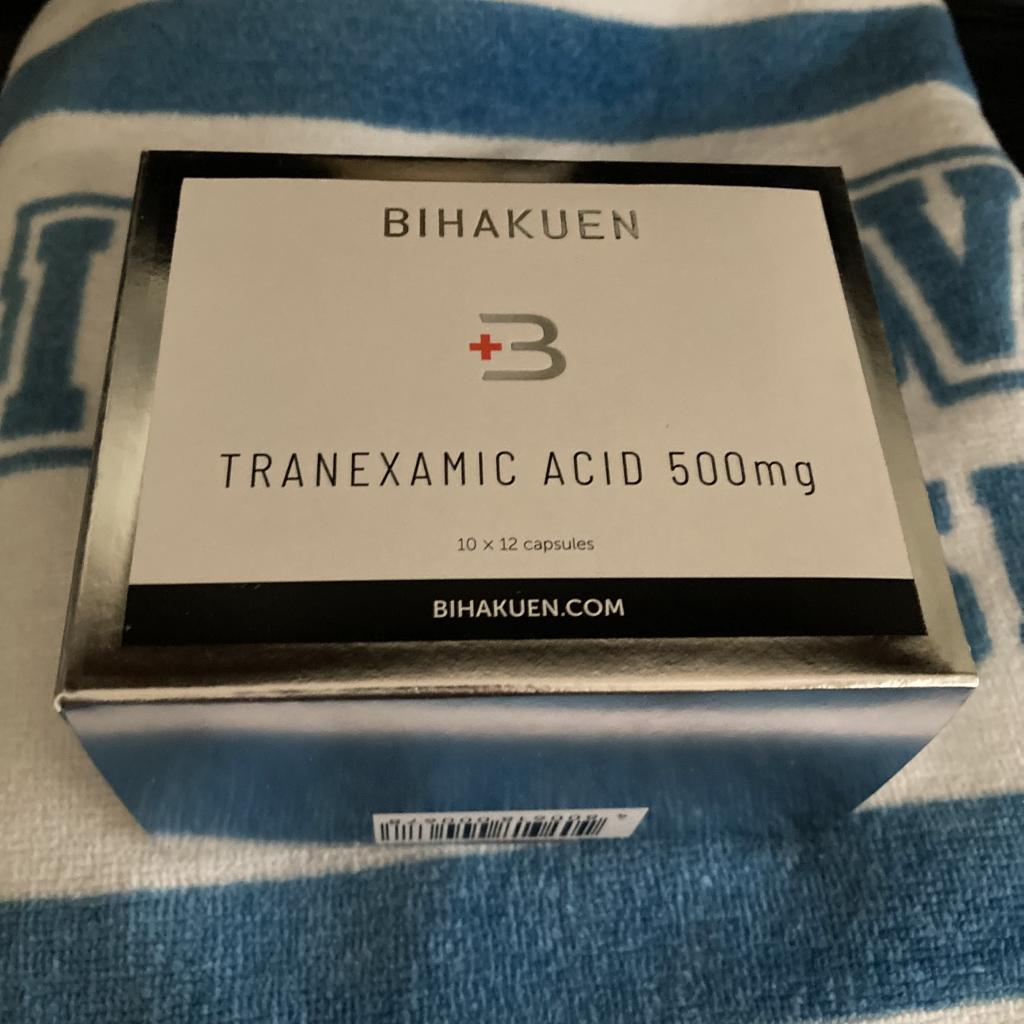 BIHAKUEN
+B
TRANEXAMIC ACID 500mg
10 x 12 capsules
BIHAKUEN.COM